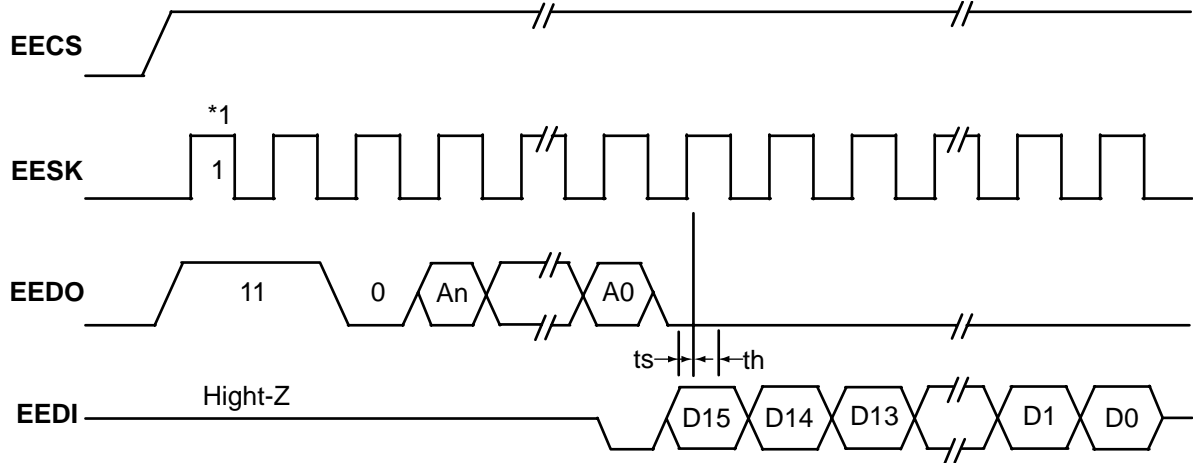 EECS
*1
EESK 1
EEDO 11 0 An A0
ts th
Hight-Z
EEDI D15 D14 D13 D1 D0